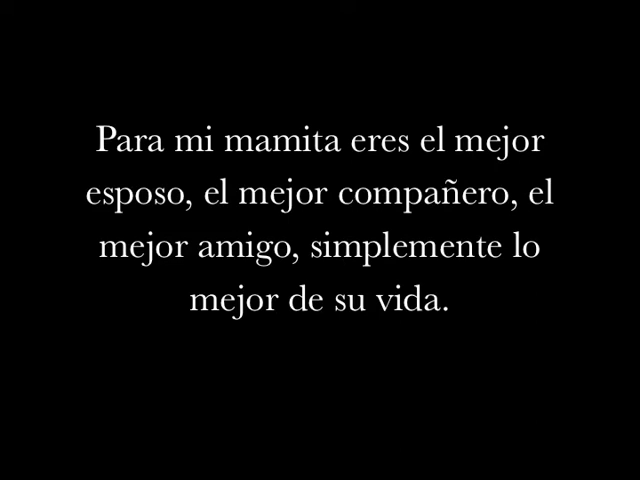 Para mi mamita eres el mejor
esposo, el mejor compañero, el
mejor amigo, simplemente lo
mejor de su vida.